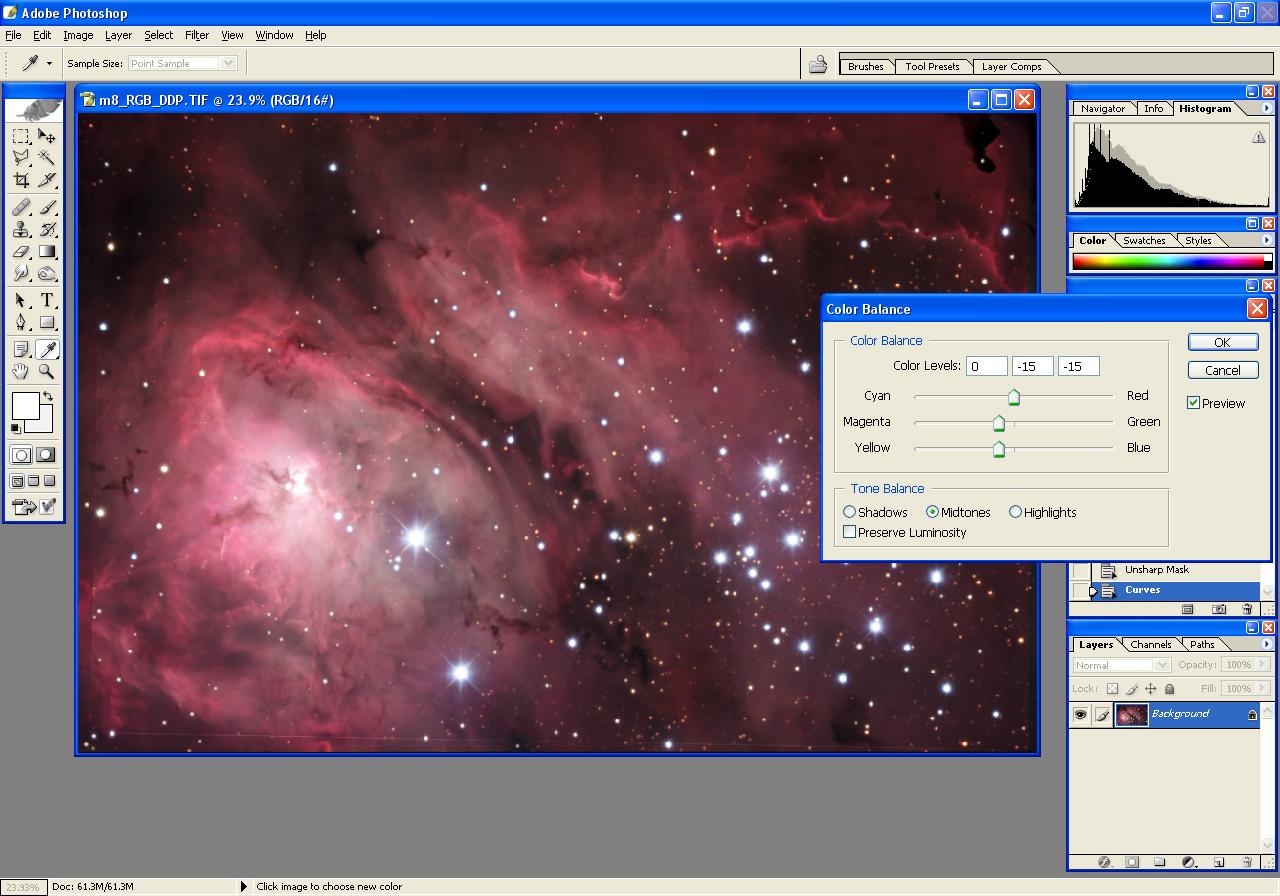 Adobe Photoshop
File Edit Image Layer Select Filter View Window Help
Sample Size: Point Sample
Brushes Tool Presets Layer Comps
m8_RGB_DDP.TIF @ 23.9% (RGB/16#)
Navigator Info Histogram
Color Swatches Styles
Color Balance
Color Balance
OK
Color Levels: 0 -15 -15
Cancel
Cyan Red
Preview
Magenta Green
Yellow Blue
Tone Balance
Shadows Midtones Highlights
Preserve Luminosity
Unsharp Mask
Curves
Layers Channels Paths
Normal Opacity: 100%
Lock: Fill: 100%
Background
23.93% Doc: 61.3M/61.3M Click image to choose new color